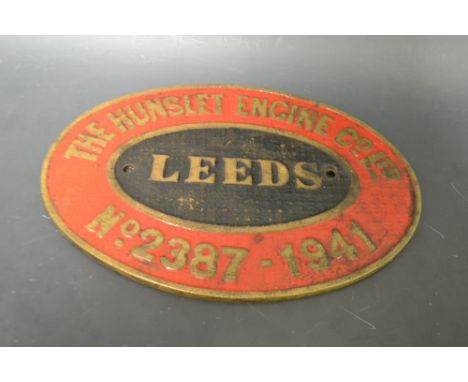 THE HUNSLET ENGINE Co. LTD
LEEDS
No. 2387 - 1941